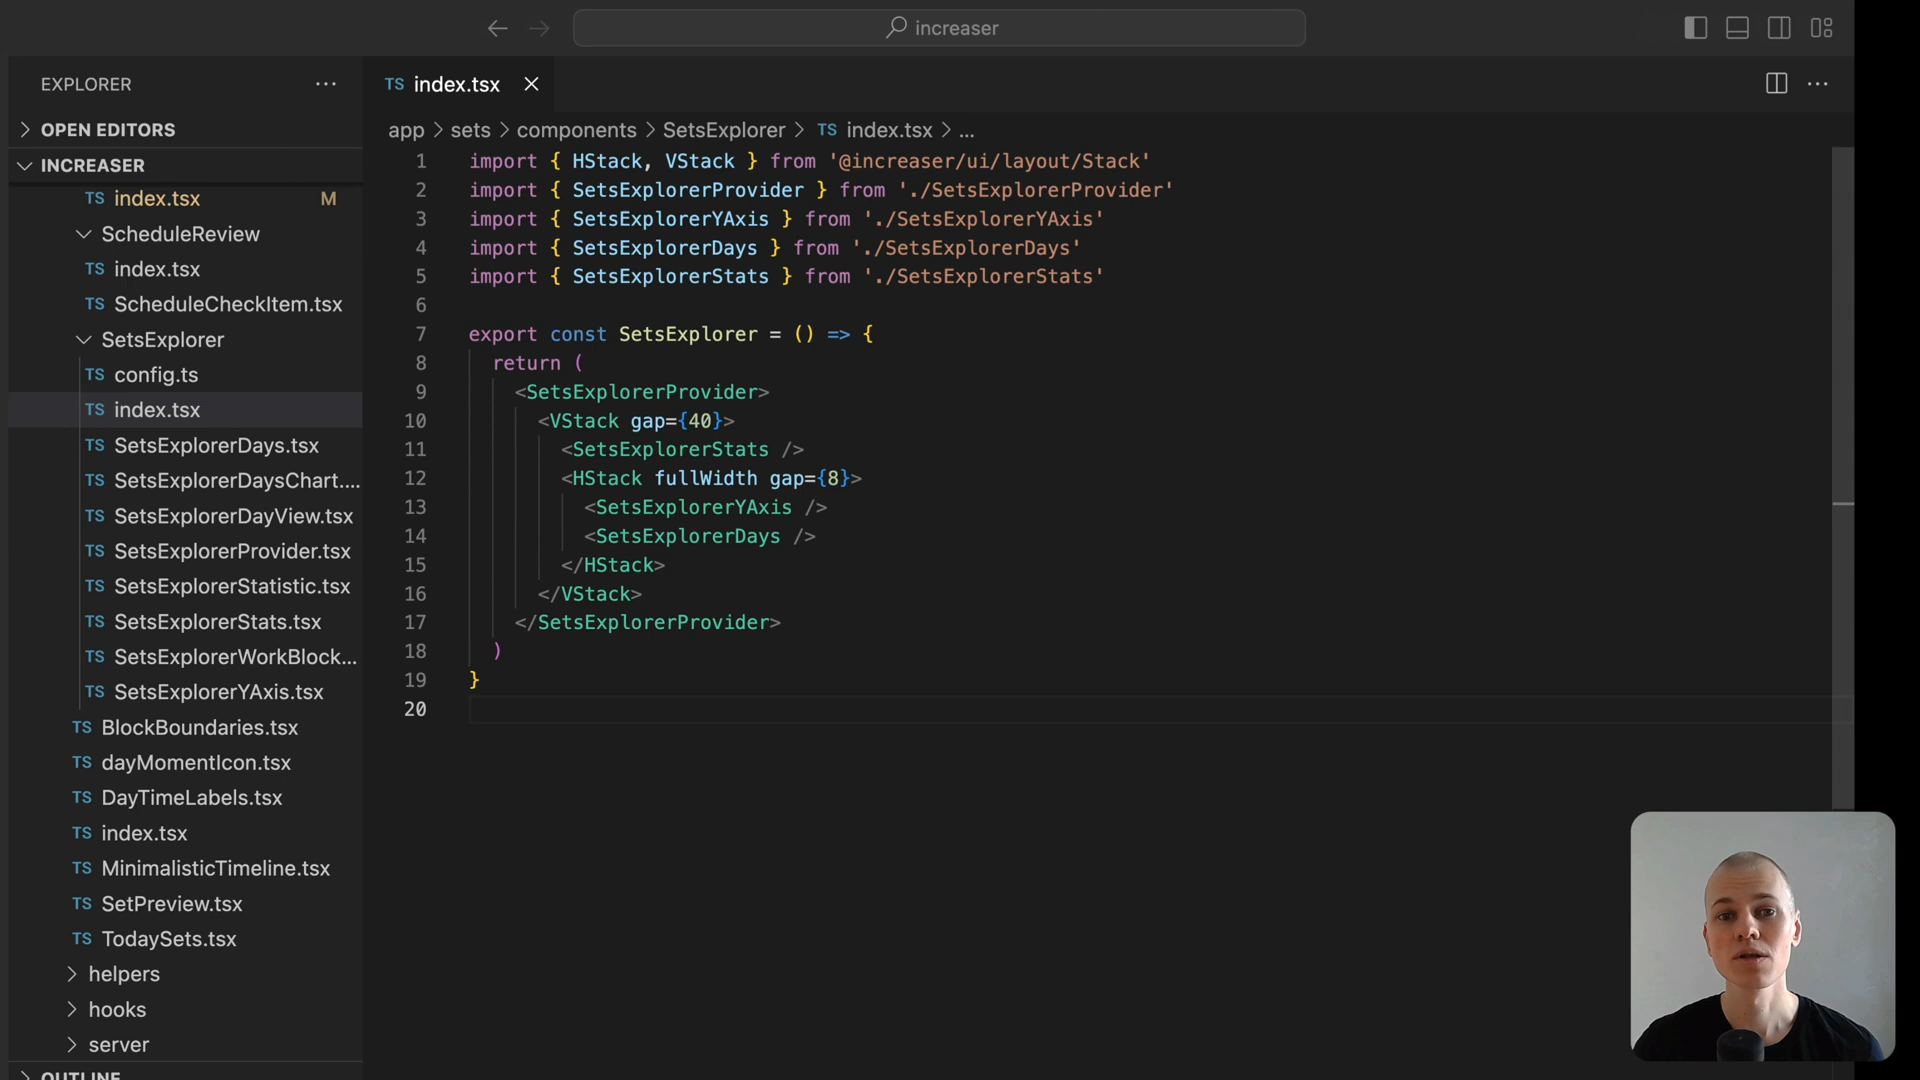 increaser
EXPLORER
OPEN EDITORS
INCREASER
TS index.tsx M
ScheduleReview
TS index.tsx
TS ScheduleCheckItem.tsx
SetsExplorer
TS config.ts
TS index.tsx
TS SetsExplorerDays.tsx
TS SetsExplorerDaysChart....
TS SetsExplorerDayView.tsx
TS SetsExplorerProvider.tsx
TS SetsExplorerStatistic.tsx
TS SetsExplorerStats.tsx
TS SetsExplorerWorkBlock...
TS SetsExplorerYAxis.tsx
TS BlockBoundaries.tsx
TS dayMomentIcon.tsx
TS DayTimeLabels.tsx
TS index.tsx
TS MinimalisticTimeline.tsx
TS SetPreview.tsx
TS TodaySets.tsx
helpers
hooks
server
OUTLINE
TS index.tsx
app > sets > components > SetsExplorer > TS index.tsx > ...
1 import { HStack, VStack } from '@increaser/ui/layout/Stack'
2 import { SetsExplorerProvider } from './SetsExplorerProvider'
3 import { SetsExplorerYAxis } from './SetsExplorerYAxis'
4 import { SetsExplorerDays } from './SetsExplorerDays'
5 import { SetsExplorerStats } from './SetsExplorerStats'
6
7 export const SetsExplorer = () => {
8 return (
9 <SetsExplorerProvider>
10 <VStack gap={40}>
11 <SetsExplorerStats />
12 <HStack fullWidth gap={8}>
13 <SetsExplorerYAxis />
14 <SetsExplorerDays />
15 </HStack>
16 </VStack>
17 </SetsExplorerProvider>
18 )
19 }
20